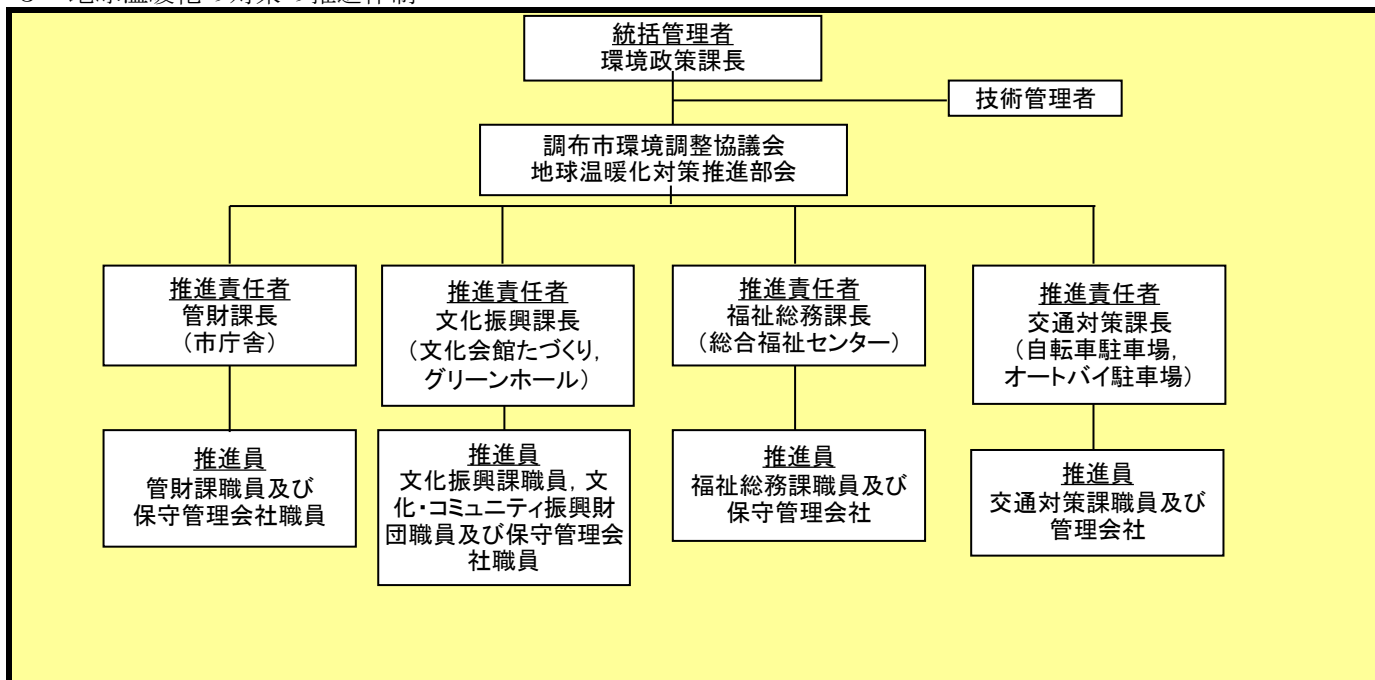 統括管理者
環境政策課長
技術管理者
調布市環境調整協議会
地球温暖化対策推進部会
推進責任者
管財課長
（市庁舎）
推進責任者
文化振興課長
（文化会館たづくり，
グリーンホール）
推進責任者
福祉総務課長
（総合福祉センター）
推進責任者
交通対策課長
（自転車駐車場，
オートバイ駐車場）
推進員
管財課職員及び
保守管理会社職員
推進員
文化振興課職員，文
化・コミュニティ振興財
団職員及び保守管理会
社職員
推進員
福祉総務課職員及び
保守管理会社
推進員
交通対策課職員及び
管理会社